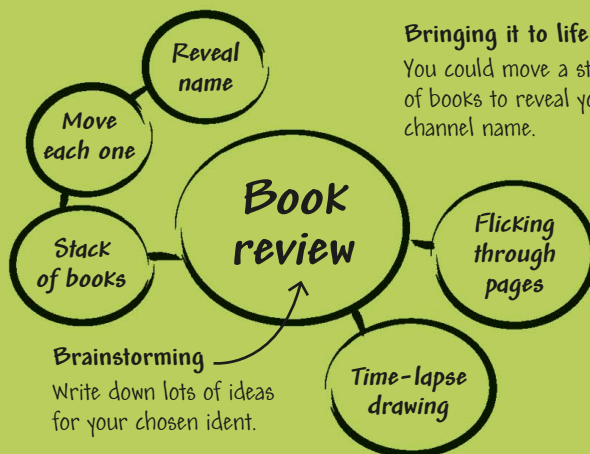 Reveal
name
Move
each one
Stack
of books
Book
review
Bringing it to life
You could move a
of books to reveal
channel name.
Flicking
through
pages
Time-lapse
drawing
Brainstorming
Write down lots of ideas
for your chosen ident.